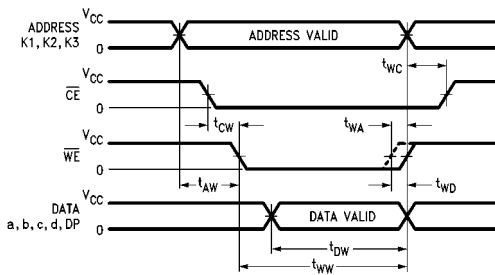 ADDRESS
K1, K2, K3
VCC
0
ADDRESS VALID
tWC
CE
VCC
0
tCW
tWA
WE
VCC
0
tAW
tWD
DATA
a, b, c, d, DP
VCC
0
DATA VALID
tDW
tWW